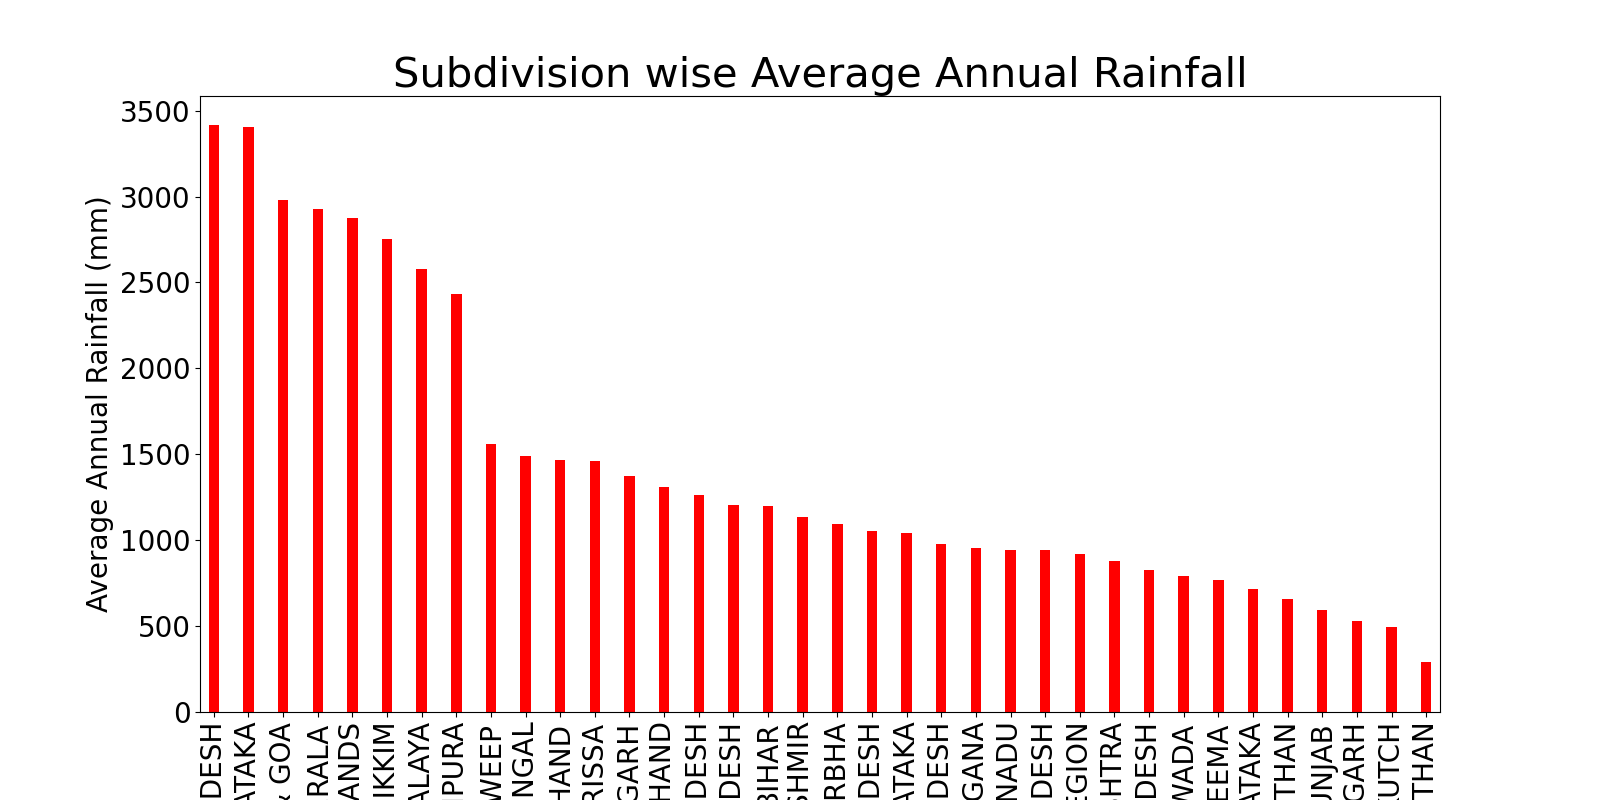 Subdivision wise Average Annual Rainfall
Average Annual Rainfall (mm)
3500
3000
2500
2000
1500
1000
500
0
DESH
ATAKA
& GOA
RALA
ANDS
IKKIM
ALAYA
IPURA
WEEP
NGAL
HAND
RISSA
GARH
HAND
DESH
DESH
BIHAR
SHMIR
RBHA
DESH
ATAKA
DESH
GANA
NADU
DESH
EGION
SHTRA
DESH
WADA
EEMA
ATAKA
THAN
UNJAB
GARH
KUTCH
THAN